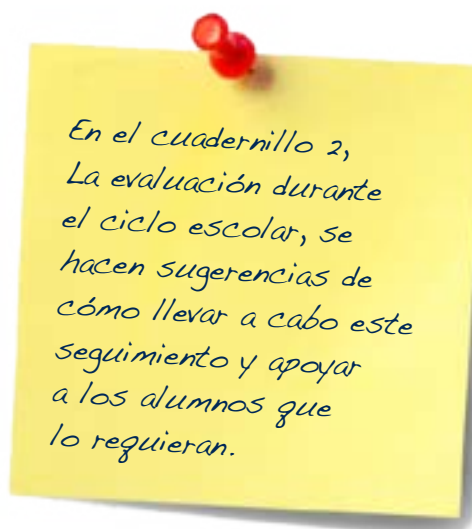 En el cuadernillo 2,
La evaluación durante
el ciclo escolar, se
hacen sugerencias de
cómo llevar a cabo este
seguimiento y apoyar
a los alumnos que
lo requieran.